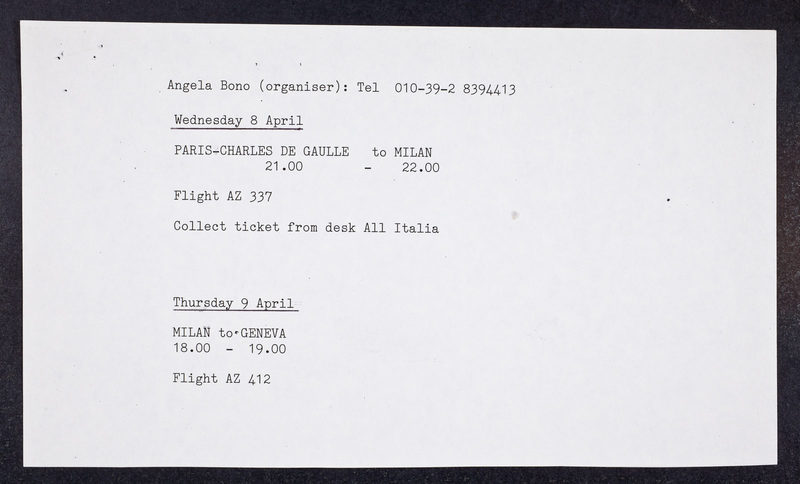 Angela Bono (organiser): Tel 010-39-2 8394413
Wednesday 8 April
PARIS-CHARLES DE GAULLE to MILAN
21.00 - 22.00
Flight AZ 337
Collect ticket from desk All Italia
Thursday 9 April
MILAN to GENEVA
18.00 - 19.00
Flight AZ 412